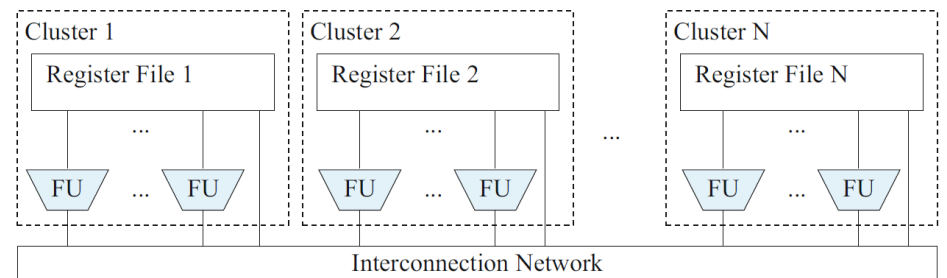 Cluster 1 Cluster 2 Cluster N
Register File 1 Register File 2 Register File N
... ... ... ...
FU ... FU FU ... FU FU ... FU
Interconnection Network